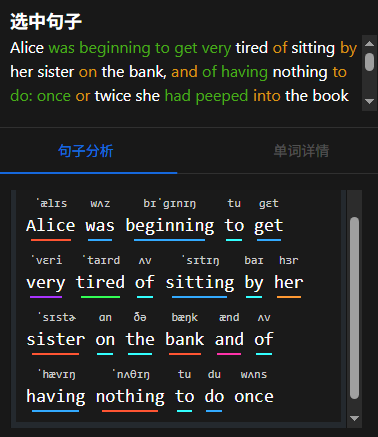 选中句子
Alice was beginning to get very tired of sitting by
her sister on the bank, and of having nothing to
do: once or twice she had peeped into the book
句子分析 单词详情
ˈælɪs wʌz bɪˈɡɪnɪŋ tu ɡɛt
Alice was beginning to get
ˈvɛri ˈtaɪrd ʌv ˈsɪtɪŋ baɪ hɜr
very tired of sitting by her
ˈsɪstɚ ɑn ðə bæŋk ænd ʌv
sister on the bank and of
ˈhævɪŋ ˈnʌθɪŋ tu du wʌns
having nothing to do once